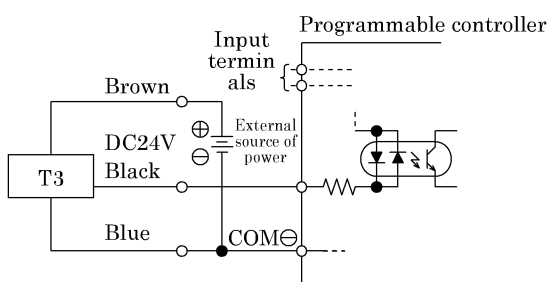 Programmable controller
Input
termin
als
Brown
DC24V
⊕
⊖
External
source of
power
T3
Black
Blue
COM⊖